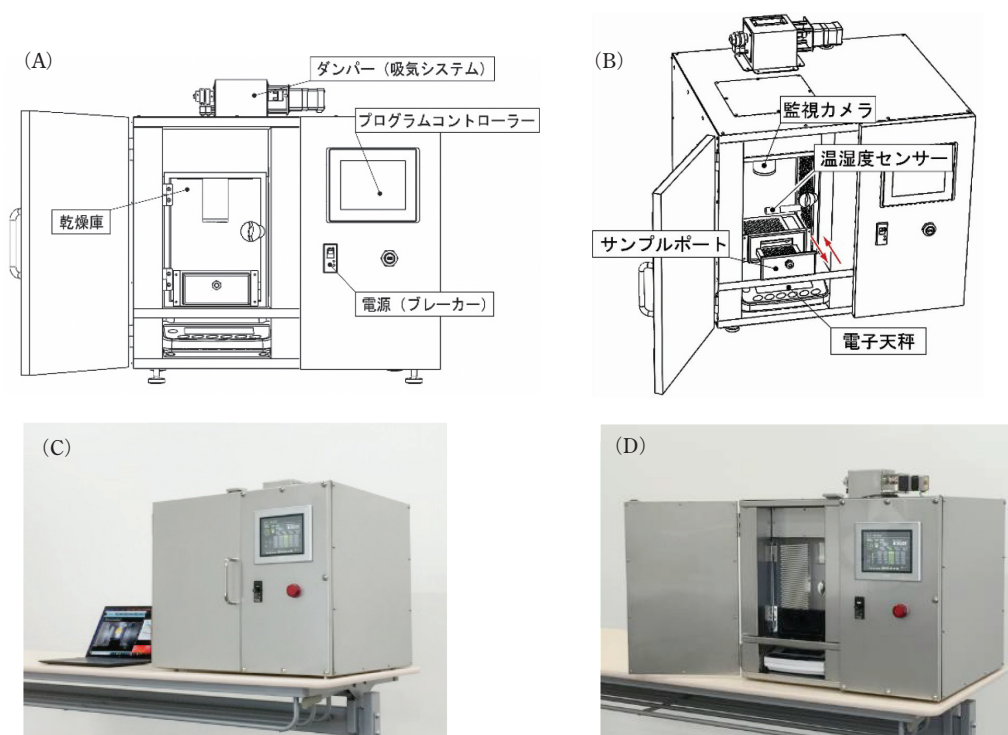 (A)
ダンパー（吸気システム）
プログラムコントローラー
乾燥庫
電源（ブレーカー）
(B)
監視カメラ
温湿度センサー
サンプルポート
電子天秤
(C)
(D)